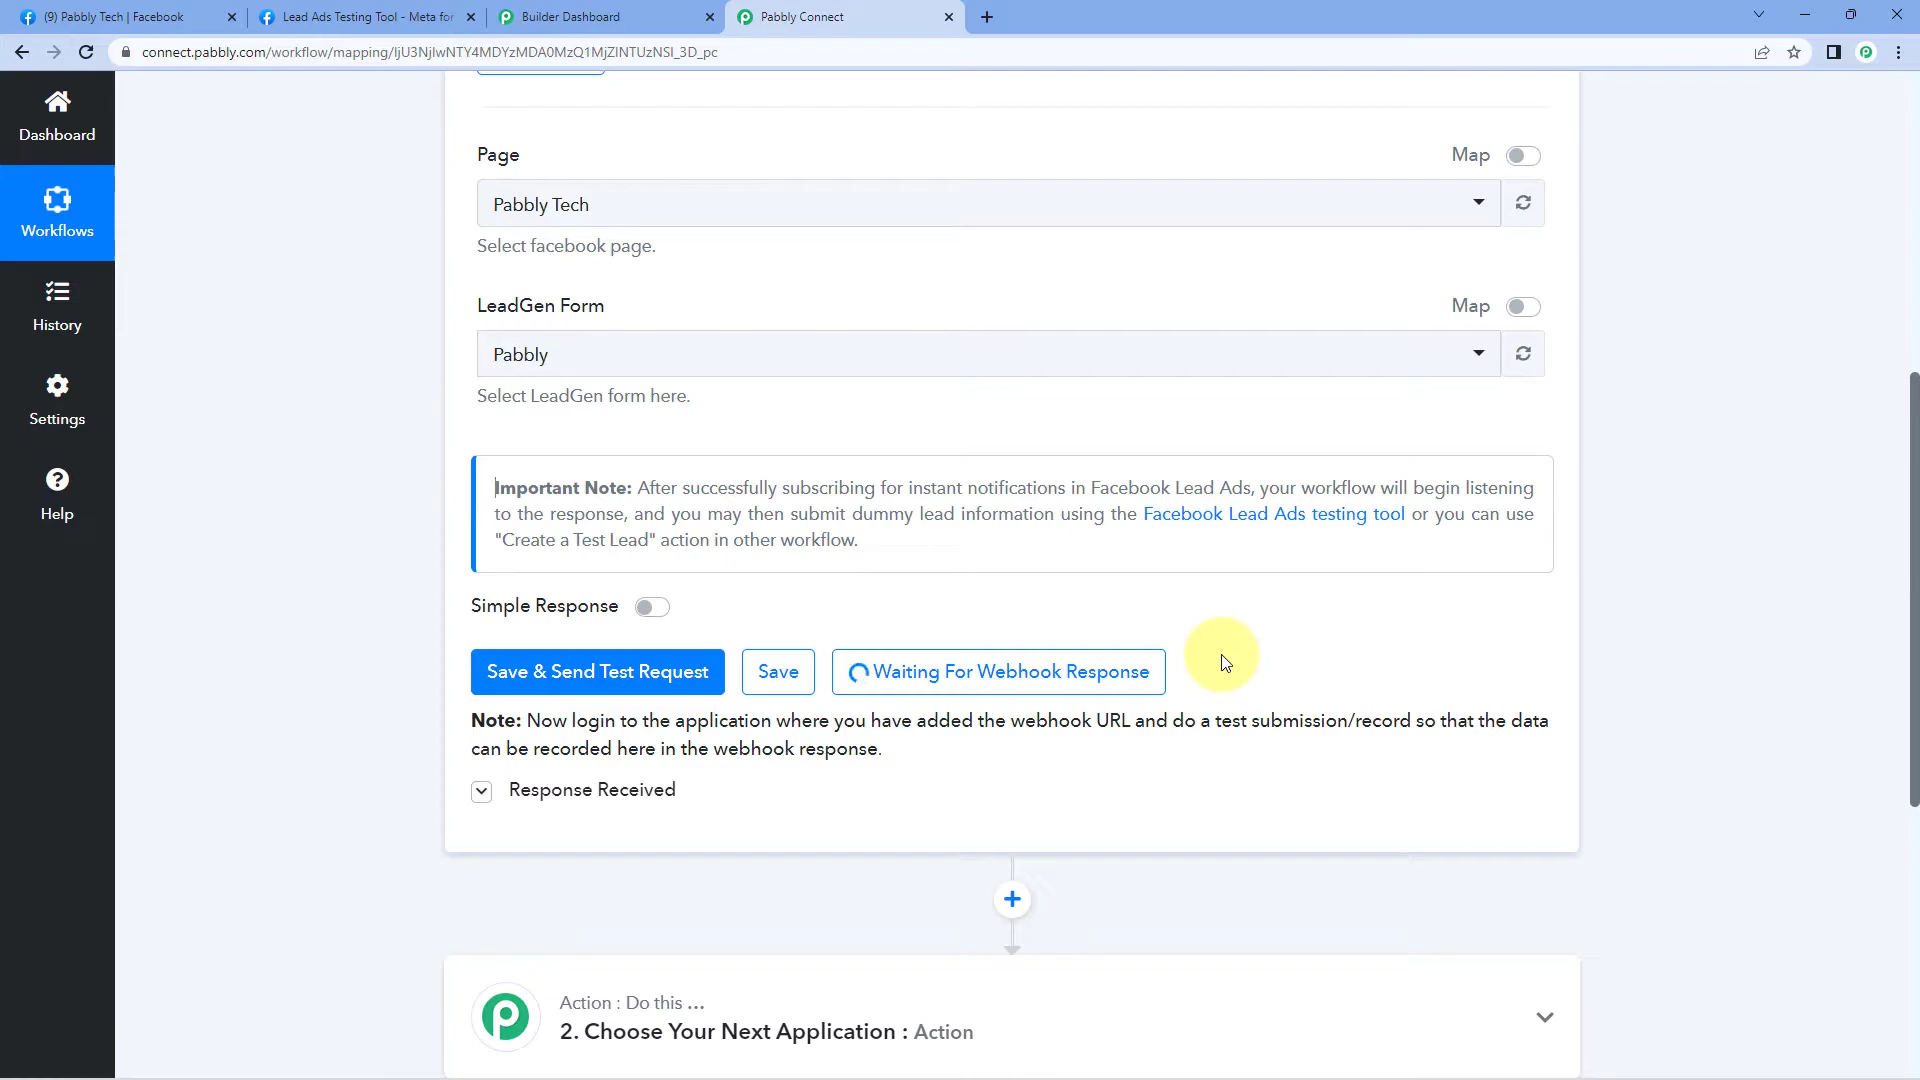 (9) Pabbly Tech | Facebook
Lead Ads Testing Tool - Meta for
Builder Dashboard
Pabbly Connect
connect.pabbly.com/workflow/mapping/IjU3NjIwNTY4MDYzMDA0MzQ1MjZlNTUzNSI_3D_pc
Dashboard
Workflows
History
Settings
Help
Page
Map
Pabbly Tech
Select facebook page.
LeadGen Form
Map
Pabbly
Select LeadGen form here.
Important Note: After successfully subscribing for instant notifications in Facebook Lead Ads, your workflow will begin listening
to the response, and you may then submit dummy lead information using the Facebook Lead Ads testing tool or you can use
"Create a Test Lead" action in other workflow.
Simple Response
Save & Send Test Request
Save
Waiting For Webhook Response
Note: Now login to the application where you have added the webhook URL and do a test submission/record so that the data
can be recorded here in the webhook response.
Response Received
Action : Do this ...
2. Choose Your Next Application : Action